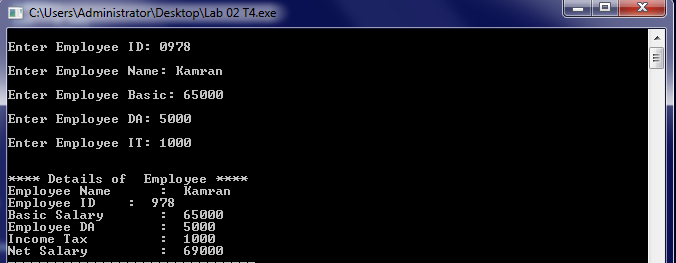 C:\Users\Administrator\Desktop\Lab 02 T4.exe
Enter Employee ID: 0978
Enter Employee Name: Kamran
Enter Employee Basic: 65000
Enter Employee DA: 5000
Enter Employee IT: 1000
**** Details of  Employee ****
Employee Name      :  Kamran
Employee ID    :  978
Basic Salary       :  65000
Employee DA        :  5000
Income Tax         :  1000
Net Salary         :  69000